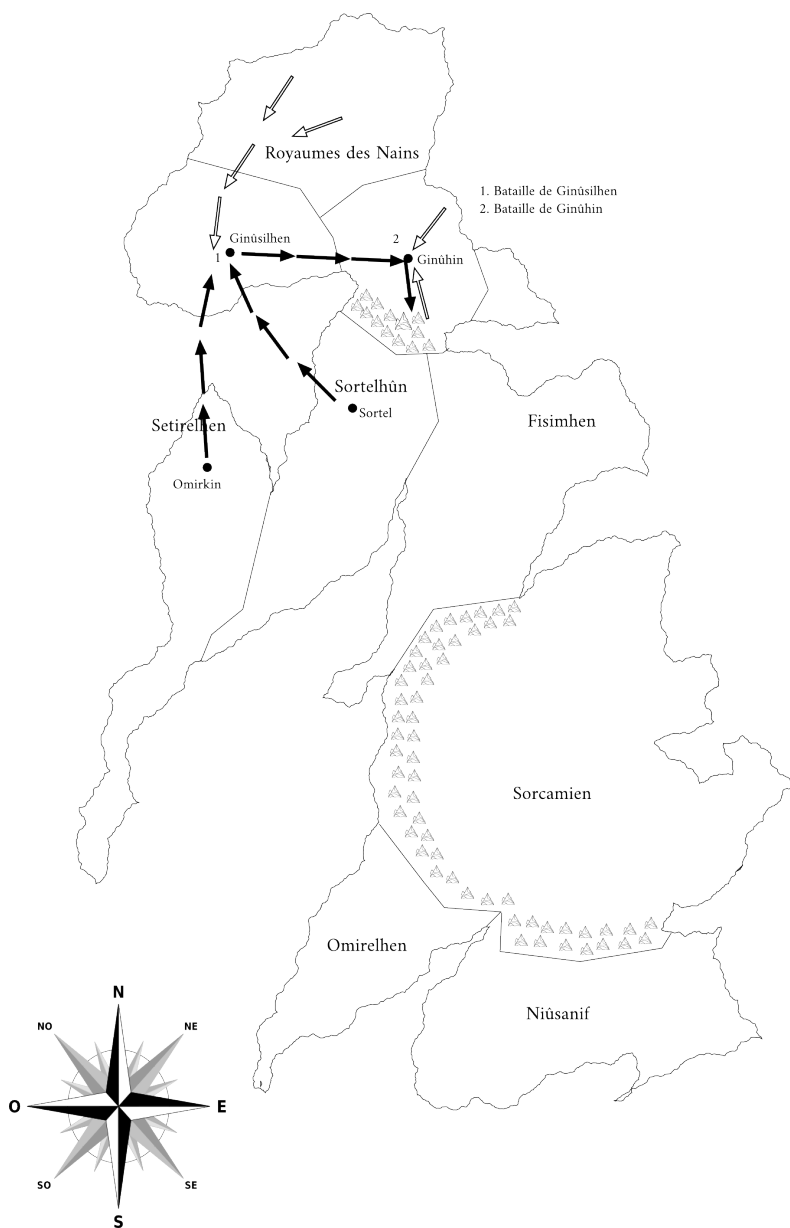 Royaumes des Nains
1. Bataille de Ginûsilhen
2. Bataille de Ginûhin
Ginûsilhen
2
1
Ginûhin
Sortelhûn
Sortel
Setirelhen
Fisimhen
Omirkin
Sorcamien
Omirelhen
Niûsanif
N
NO
NE
O
E
SO
SE
S